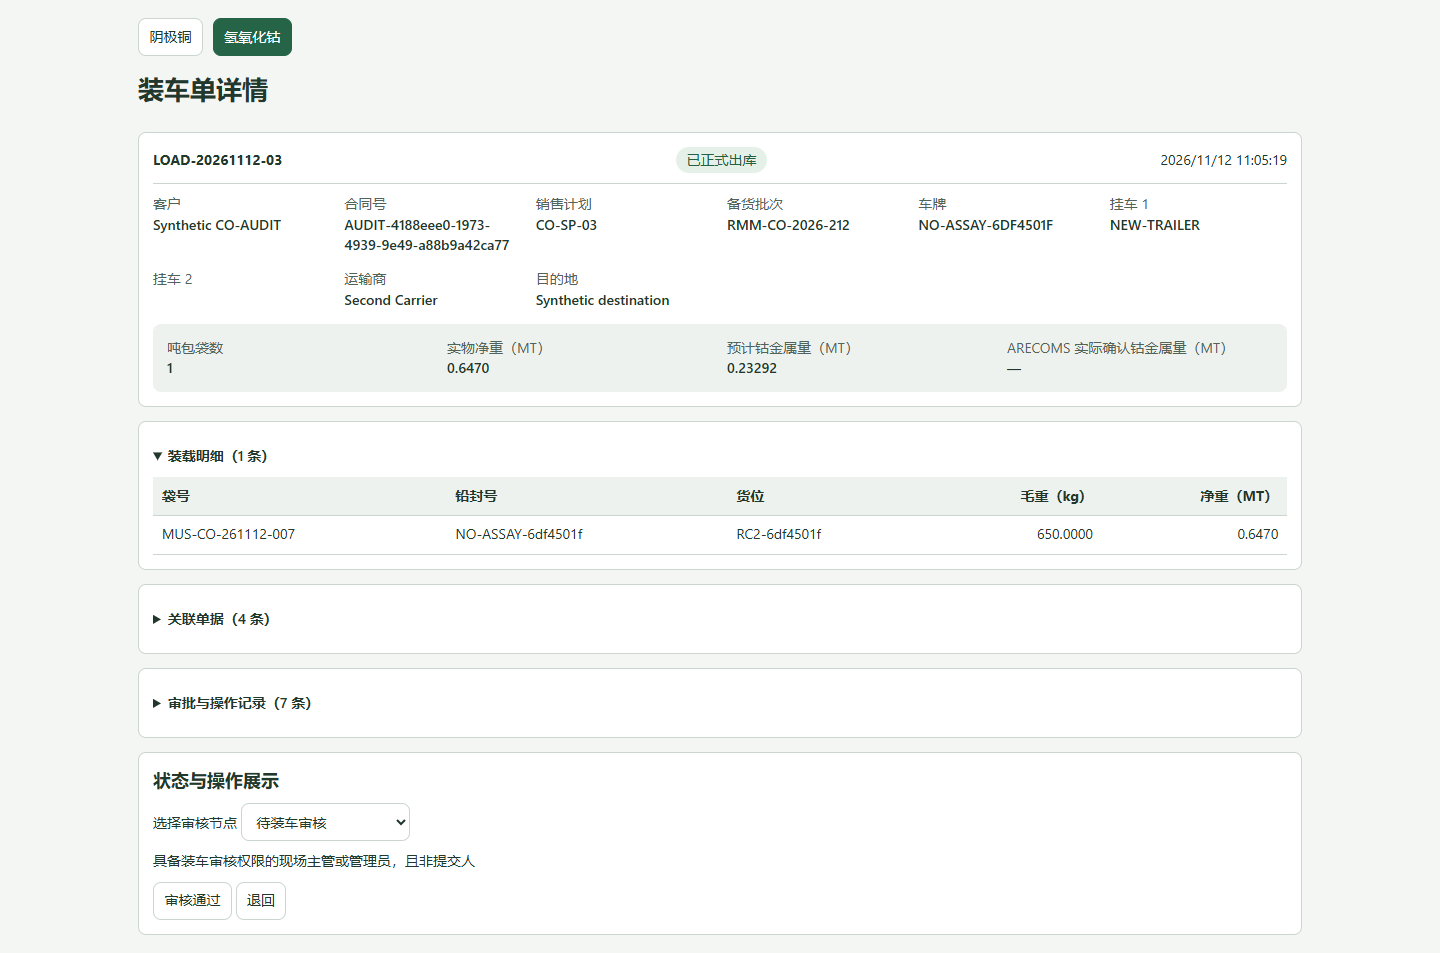 阴极铜
氢氧化钴
装车单详情
LOAD-20261112-03
已正式出库
2026/11/12 11:05:19
客户
Synthetic CO-AUDIT
合同号
AUDIT-4188eee0-1973-
4939-9e49-a88b9a42ca77
销售计划
CO-SP-03
备货批次
RMM-CO-2026-212
车牌
NO-ASSAY-6DF4501F
挂车 1
NEW-TRAILER
挂车 2
运输商
Second Carrier
目的地
Synthetic destination
吨包袋数
1
实物净重（MT）
0.6470
预计钴金属量（MT）
0.23292
ARECOMS 实际确认钴金属量（MT）
—
装载明细（1 条）
袋号 铅封号 货位 毛重（kg） 净重（MT）
MUS-CO-261112-007 NO-ASSAY-6df4501f RC2-6df4501f 650.0000 0.6470
关联单据（4 条）
审批与操作记录（7 条）
状态与操作展示
选择审核节点 待装车审核
具备装车审核权限的现场主管或管理员，且非提交人
审核通过 退回